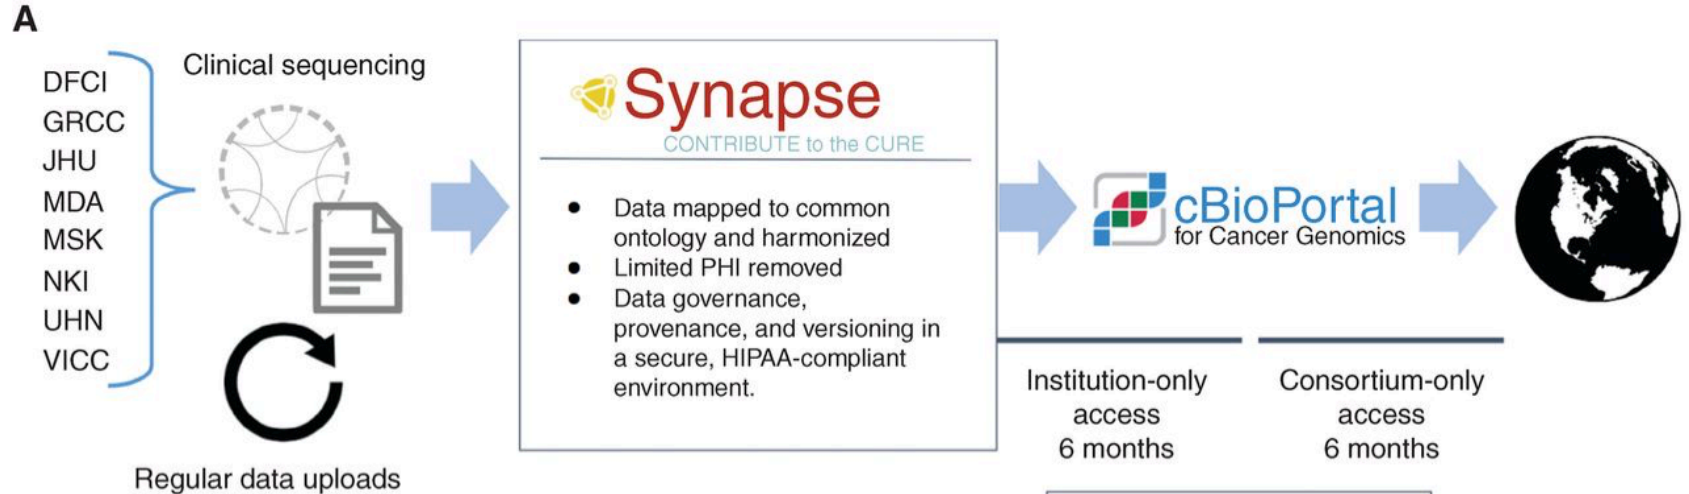 A
DFCI
GRCC
JHU
MDA
MSK
NKI
UHN
VICC
Clinical sequencing
Regular data uploads
Synapse
CONTRIBUTE to the CURE
● Data mapped to common
ontology and harmonized
● Limited PHI removed
● Data governance,
provenance, and versioning in
a secure, HIPAA-compliant
environment.
cBioPortal
for Cancer Genomics
Institution-only
access
6 months
Consortium-only
access
6 months